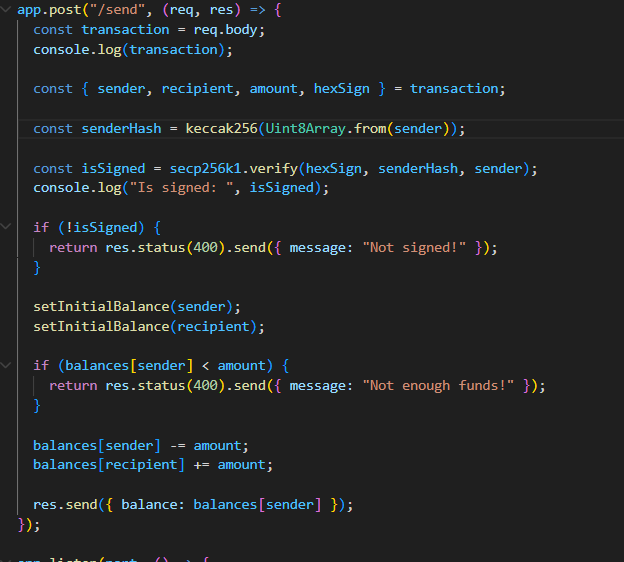 app.post("/send", (req, res) => {
const transaction = req.body;
console.log(transaction);
const { sender, recipient, amount, hexSign } = transaction;
const senderHash = keccak256(Uint8Array.from(sender));
const isSigned = secp256k1.verify(hexSign, senderHash, sender);
console.log("Is signed: ", isSigned);
if (!isSigned) {
return res.status(400).send({ message: "Not signed!" });
}
setInitialBalance(sender);
setInitialBalance(recipient);
if (balances[sender] < amount) {
return res.status(400).send({ message: "Not enough funds!" });
}
balances[sender] -= amount;
balances[recipient] += amount;
res.send({ balance: balances[sender] });
});